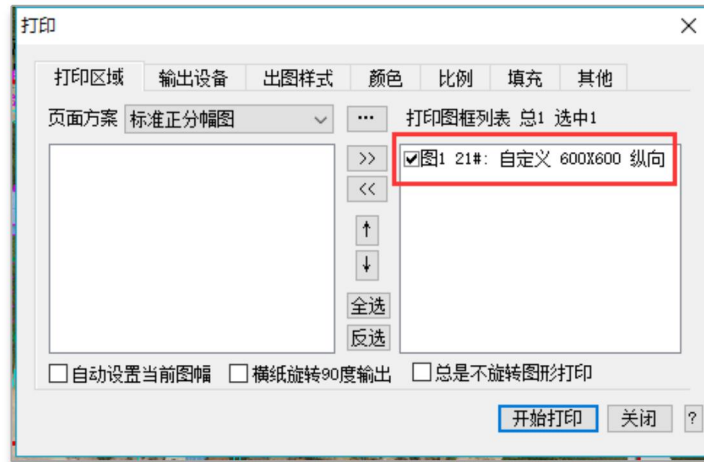 打印
打印区域 输出设备 出图样式 颜色 比例 填充 其他
页面方案 标准正分幅图 ... 打印图框列表 总1 选中1
>> 图1 21#: 自定义 600X600 纵向
<<
↑
↓
全选
反选
自动设置当前图幅 横纸旋转90度输出 总是不旋转图形打印
开始打印 关闭 ?